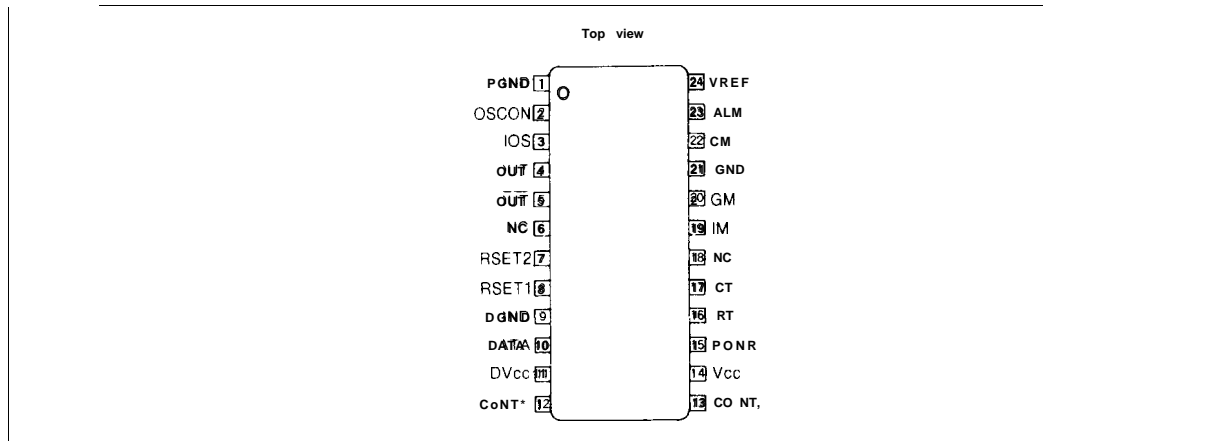 Top view
PGND 1
OSCON 2
IOS 3
OUT 4
OUT 5
NC 6
RSET2 7
RSET1 8
DGND 9
DATA 10
DVcc 11
CoNT* 12
24 VREF
23 ALM
22 CM
21 GND
20 GM
19 IM
18 NC
17 CT
16 RT
15 PONR
14 Vcc
13 CO NT,